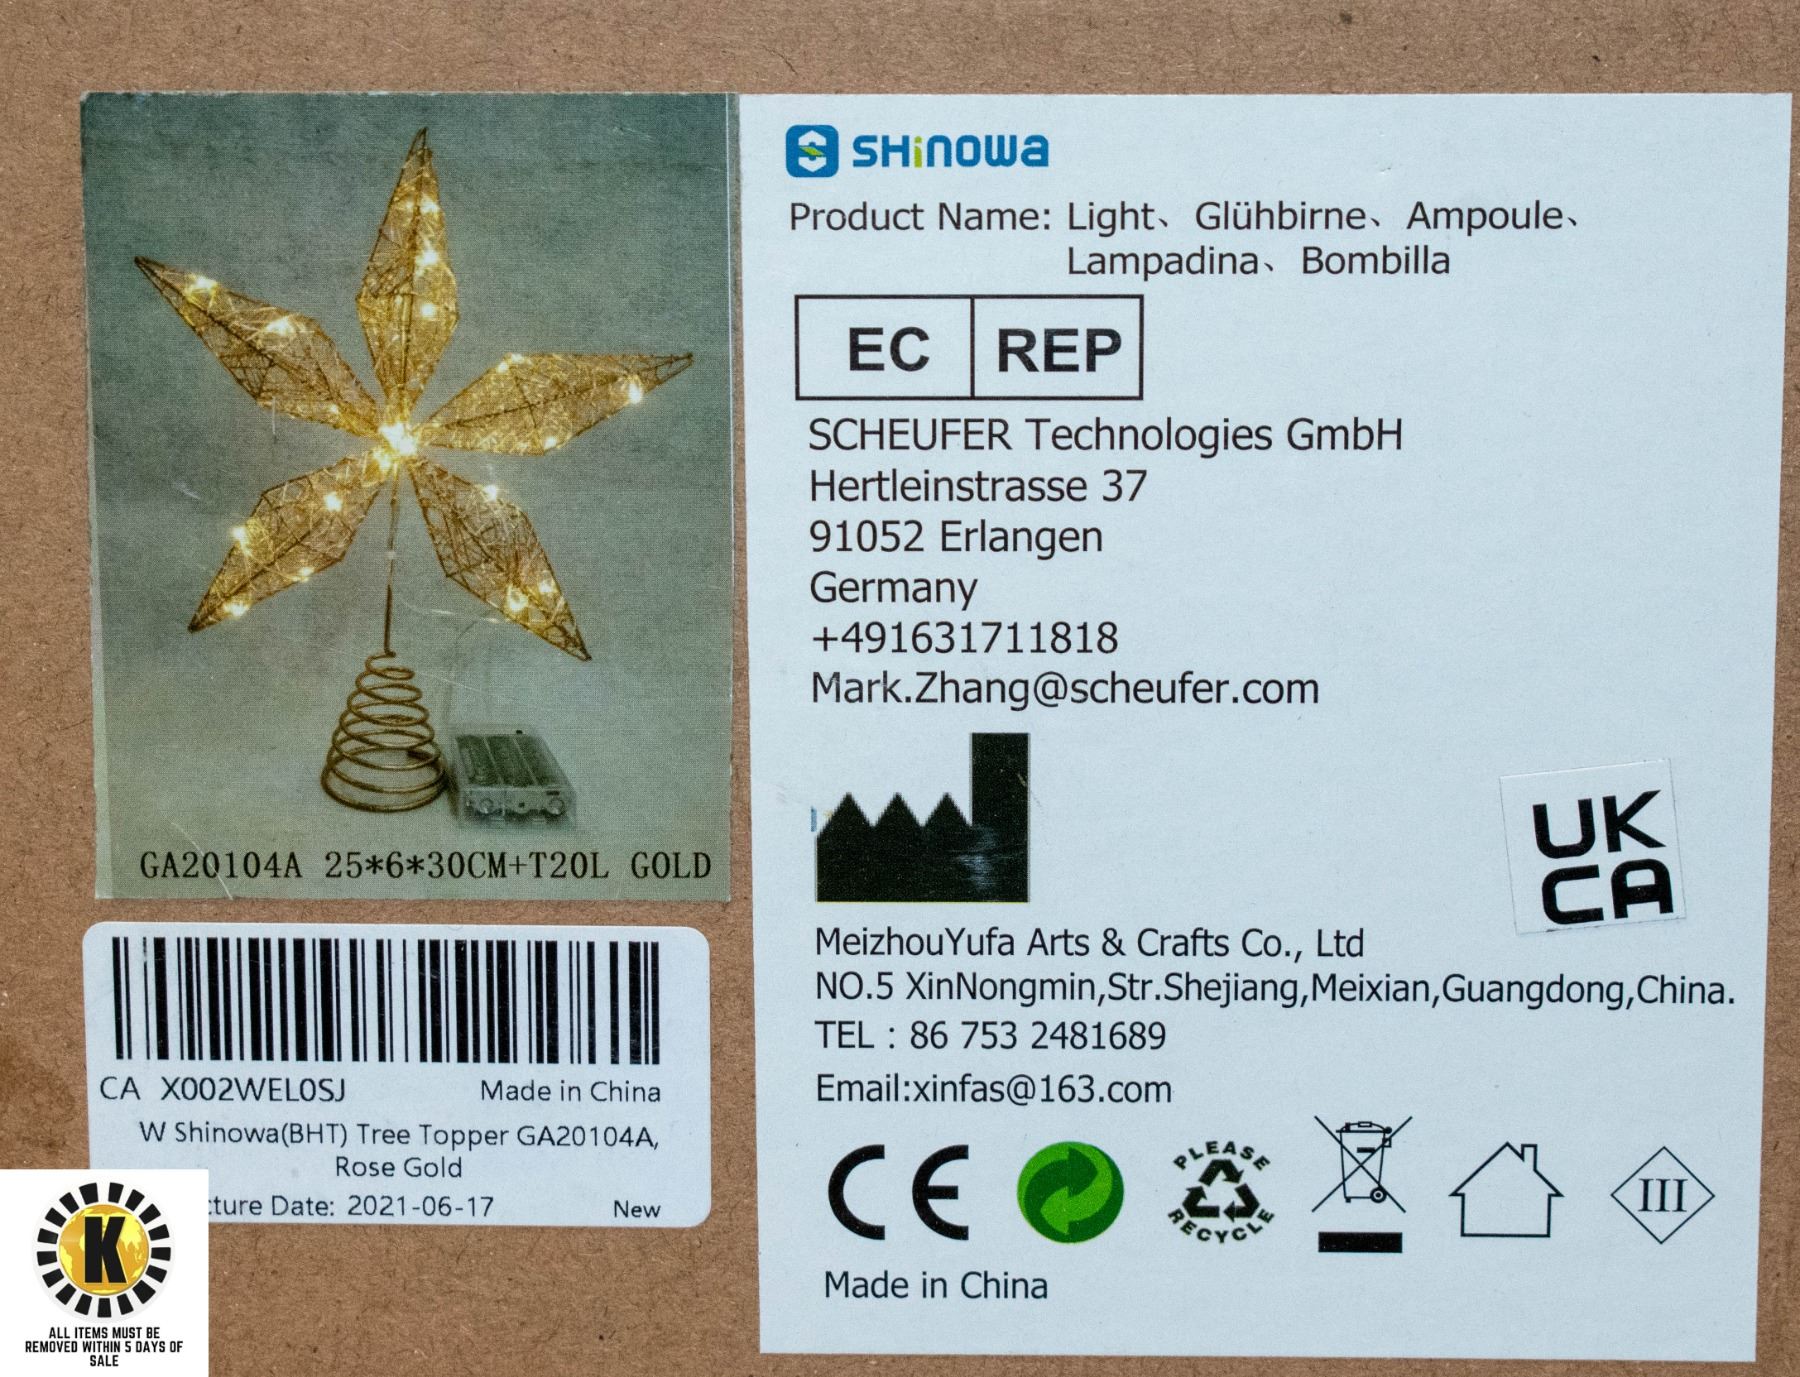 SHiNOWa
Product Name: Light、 Glühbirne、 Ampoule、
Lampadina、 Bombilla
EC REP
SCHEUFER Technologies GmbH
Hertleinstrasse 37
91052 Erlangen
Germany
+491631711818
Mark.Zhang@scheufer.com
UK
CA
MeizhouYufa Arts & Crafts Co., Ltd
NO.5 XinNongmin,Str.Shejiang,Meixian,Guangdong,China.
TEL : 86 753 2481689
Email:xinfas@163.com
CE
PLEASE
RECYCLE
III
Made in China
GA20104A 25*6*30CM+T20L GOLD
CA X002WEL0SJ Made in China
W Shinowa(BHT) Tree Topper GA20104A,
Rose Gold
cture Date: 2021-06-17 New
K
ALL ITEMS MUST BE
REMOVED WITHIN 5 DAYS OF
SALE